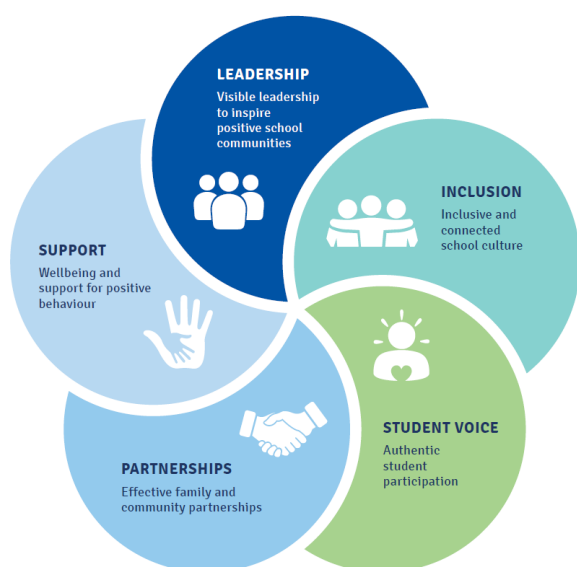 LEADERSHIP
Visible leadership
to inspire
positive school
communities
INCLUSION
Inclusive and
connected
school culture
STUDENT VOICE
Authentic
student
participation
PARTNERSHIPS
Effective family and
community partnerships
SUPPORT
Wellbeing and
support for positive
behaviour